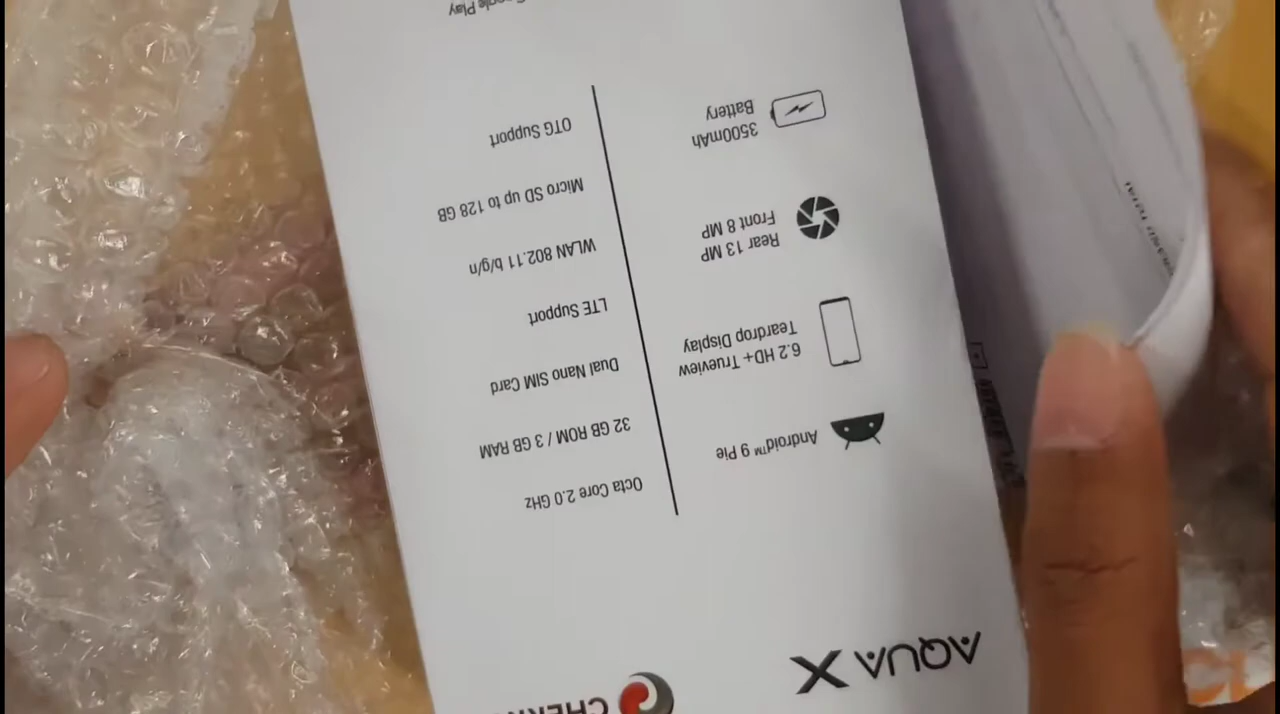 AQUA X
Android™ 9 Pie
6.2 HD+ Trueview
Teardrop Display
Rear 13 MP
Front 8 MP
3500mAh
Battery
Octa Core 2.0 GHz
32 GB ROM / 3 GB RAM
Dual Nano SIM Card
LTE Support
WLAN 802.11 b/g/n
Micro SD up to 128 GB
OTG Support
Google Play